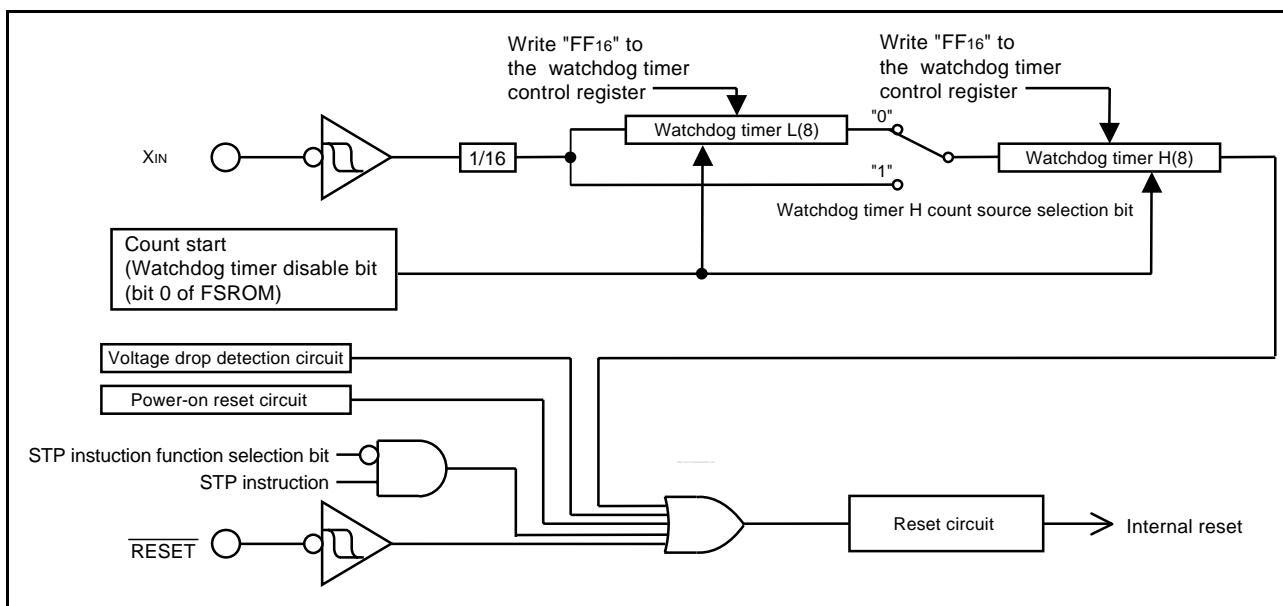 Write "FF16" to
the watchdog timer
control register
Write "FF16" to
the watchdog timer
control register
XIN
1/16
Watchdog timer L(8)
"0"
"1"
Watchdog timer H(8)
Watchdog timer H count source selection bit
Count start
(Watchdog timer disable bit
(bit 0 of FSROM)
Voltage drop detection circuit
Power-on reset circuit
STP instuction function selection bit
STP instruction
RESET
Reset circuit
Internal reset